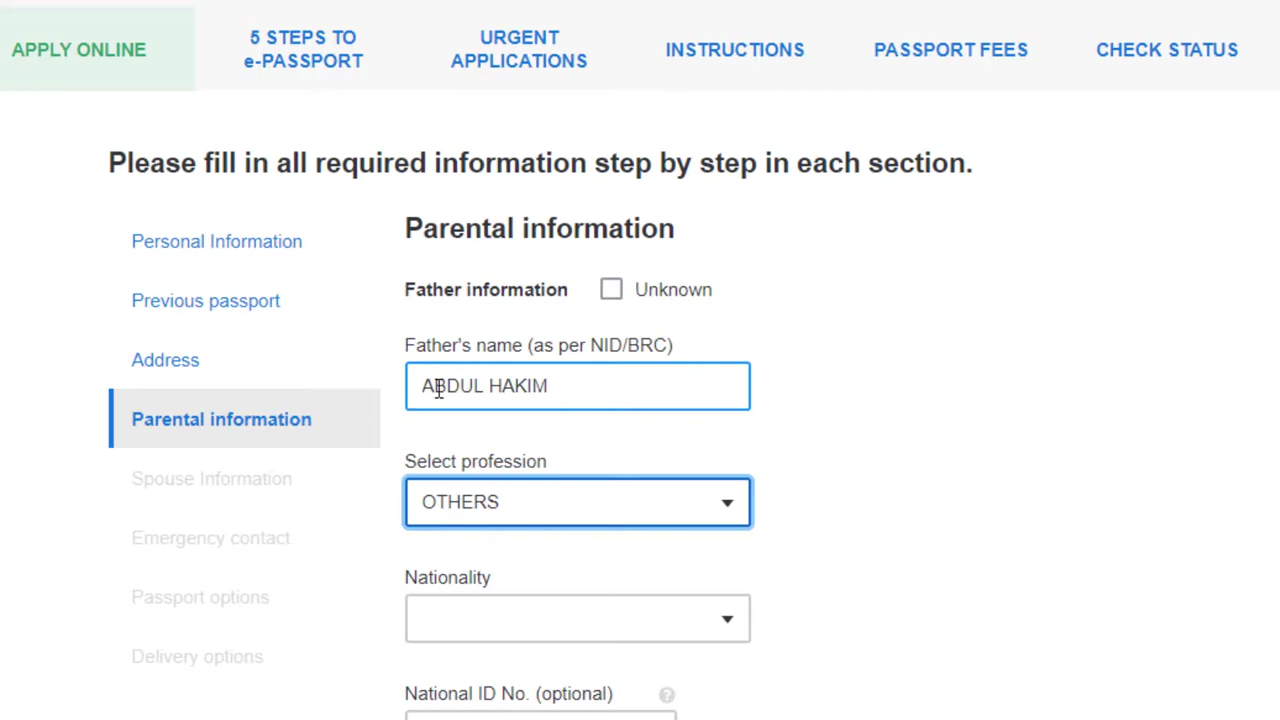 APPLY ONLINE
5 STEPS TO
e-PASSPORT
URGENT
APPLICATIONS
INSTRUCTIONS
PASSPORT FEES
CHECK STATUS
Please fill in all required information step by step in each section.
Personal Information
Previous passport
Address
Parental information
Spouse Information
Emergency contact
Passport options
Delivery options
Parental information
Father information
Unknown
Father's name (as per NID/BRC)
ABDUL HAKIM
Select profession
OTHERS
Nationality
National ID No. (optional)
?